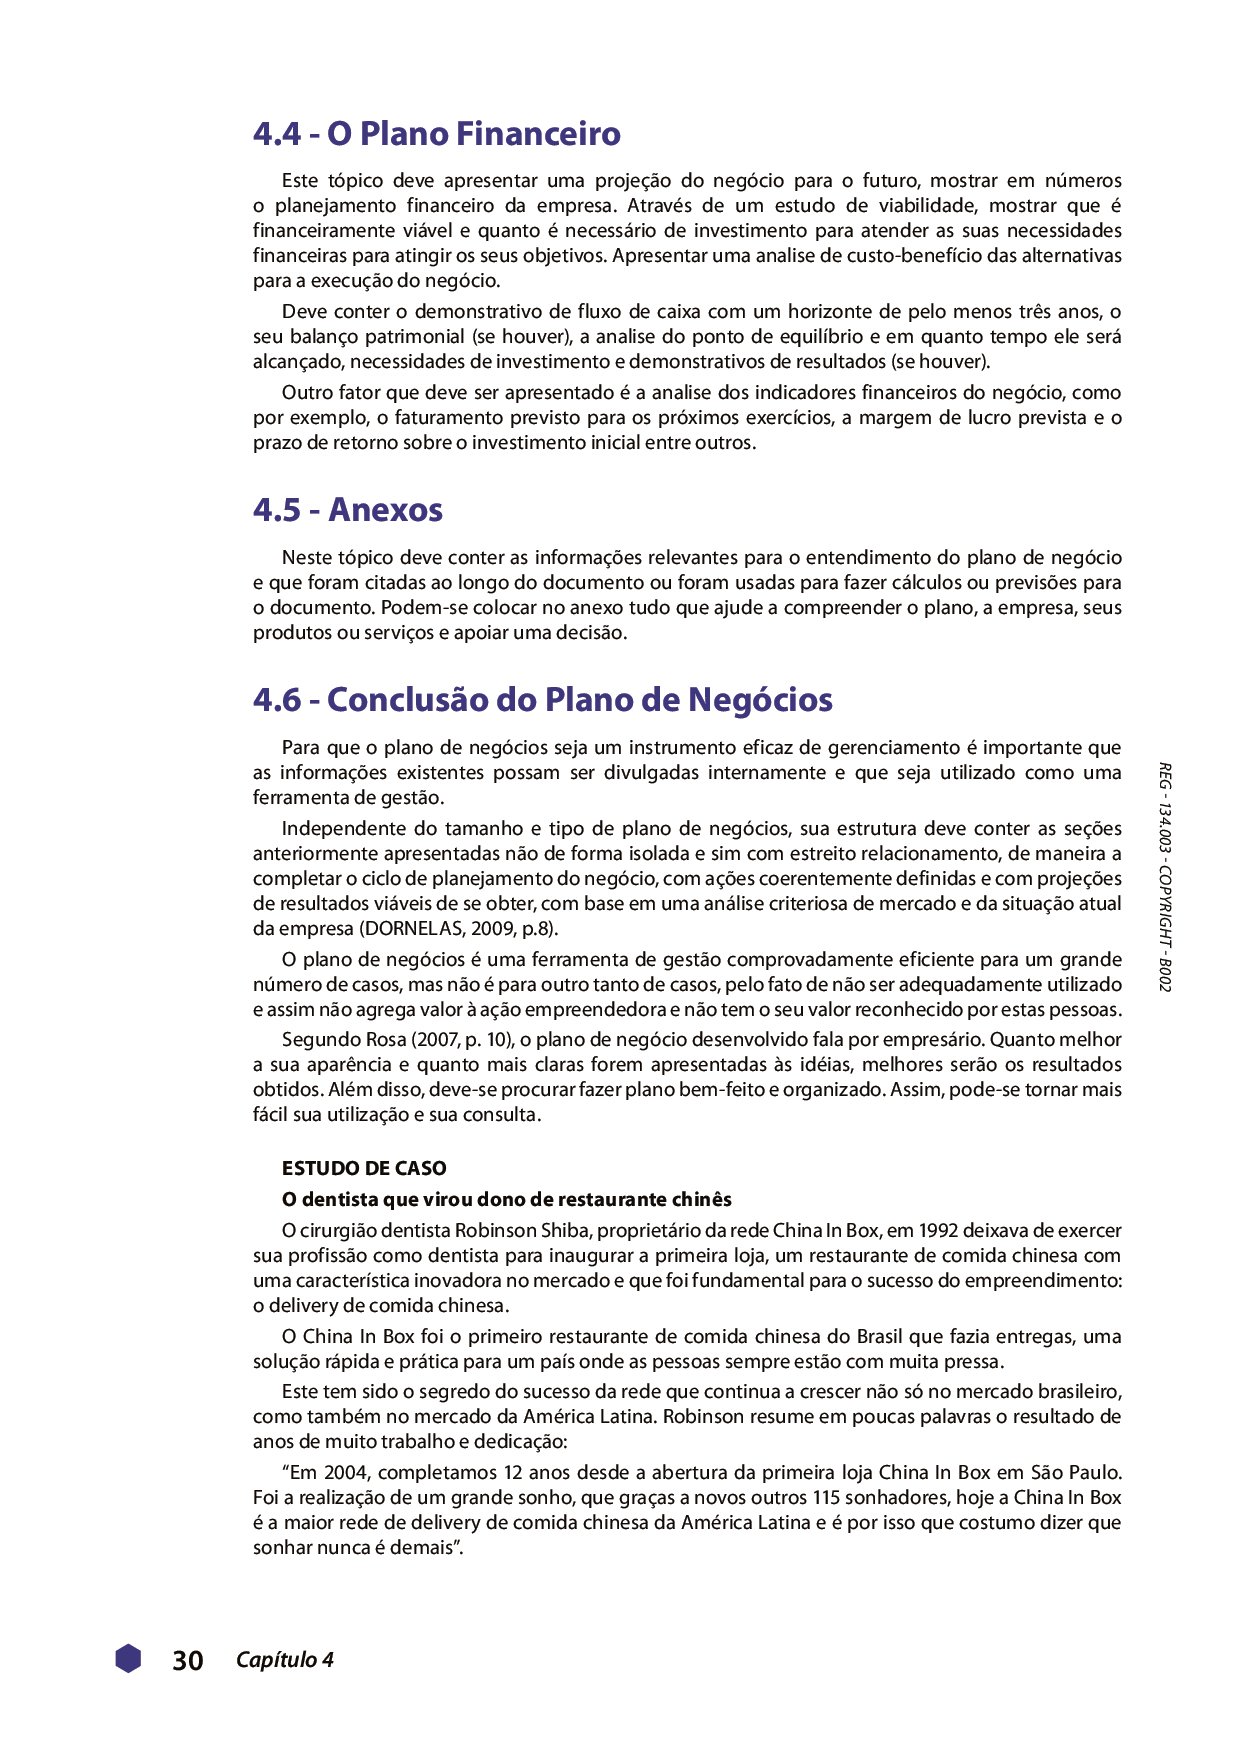 4.4 - O Plano Financeiro
Este tópico deve apresentar uma projeção do negócio para o futuro, mostrar em números
o planejamento financeiro da empresa. Através de um estudo de viabilidade, mostrar que é
financeiramente viável e quanto é necessário de investimento para atender as suas necessidades
financeiras para atingir os seus objetivos. Apresentar uma analise de custo-benefício das alternativas
para a execução do negócio.
Deve conter o demonstrativo de fluxo de caixa com um horizonte de pelo menos três anos, o
seu balanço patrimonial (se houver), a analise do ponto de equilíbrio e em quanto tempo ele será
alcançado, necessidades de investimento e demonstrativos de resultados (se houver).
Outro fator que deve ser apresentado é a analise dos indicadores financeiros do negócio, como
por exemplo, o faturamento previsto para os próximos exercícios, a margem de lucro prevista e o
prazo de retorno sobre o investimento inicial entre outros.
4.5 - Anexos
Neste tópico deve conter as informações relevantes para o entendimento do plano de negócio
e que foram citadas ao longo do documento ou foram usadas para fazer cálculos ou previsões para
o documento. Podem-se colocar no anexo tudo que ajude a compreender o plano, a empresa, seus
produtos ou serviços e apoiar uma decisão.
4.6 - Conclusão do Plano de Negócios
Para que o plano de negócios seja um instrumento eficaz de gerenciamento é importante que
as informações existentes possam ser divulgadas internamente e que seja utilizado como uma
ferramenta de gestão.
Independente do tamanho e tipo de plano de negócios, sua estrutura deve conter as seções
anteriormente apresentadas não de forma isolada e sim com estreito relacionamento, de maneira a
completar o ciclo de planejamento do negócio, com ações coerentemente definidas e com projeções
de resultados viáveis de se obter, com base em uma análise criteriosa de mercado e da situação atual
da empresa (DORNELAS, 2009, p.8).
O plano de negócios é uma ferramenta de gestão comprovadamente eficiente para um grande
número de casos, mas não é para outro tanto de casos, pelo fato de não ser adequadamente utilizado
e assim não agrega valor à ação empreendedora e não tem o seu valor reconhecido por estas pessoas.
Segundo Rosa (2007, p. 10), o plano de negócio desenvolvido fala por empresário. Quanto melhor
a sua aparência e quanto mais claras forem apresentadas às idéias, melhores serão os resultados
obtidos. Além disso, deve-se procurar fazer plano bem-feito e organizado. Assim, pode-se tornar mais
fácil sua utilização e sua consulta.
ESTUDO DE CASO
O dentista que virou dono de restaurante chinês
O cirurgião dentista Robinson Shiba, proprietário da rede China In Box, em 1992 deixava de exercer
sua profissão como dentista para inaugurar a primeira loja, um restaurante de comida chinesa com
uma característica inovadora no mercado e que foi fundamental para o sucesso do empreendimento:
o delivery de comida chinesa.
O China In Box foi o primeiro restaurante de comida chinesa do Brasil que fazia entregas, uma
solução rápida e prática para um país onde as pessoas sempre estão com muita pressa.
Este tem sido o segredo do sucesso da rede que continua a crescer não só no mercado brasileiro,
como também no mercado da América Latina. Robinson resume em poucas palavras o resultado de
anos de muito trabalho e dedicação:
“Em 2004, completamos 12 anos desde a abertura da primeira loja China In Box em São Paulo.
Foi a realização de um grande sonho, que graças a novos outros 115 sonhadores, hoje a China In Box
é a maior rede de delivery de comida chinesa da América Latina e é por isso que costumo dizer que
sonhar nunca é demais”.
REG - 134.003 - COPYRIGHT - B002
30 Capítulo 4